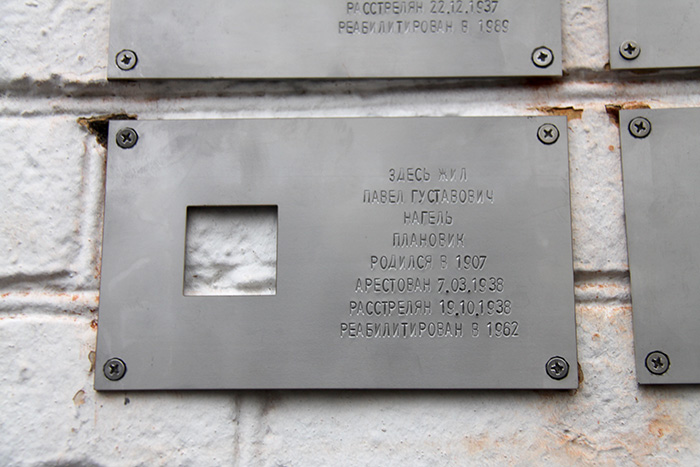 РАССТРЕЛЯН 22.12.1937
РЕАБИЛИТИРОВАН В 1989
ЗДЕСЬ ЖИЛ
ПАВЕЛ ГУСТАВОВИЧ
НАГЕЛЬ
ПЛАНОВИК
РОДИЛСЯ В 1907
АРЕСТОВАН 7.03.1938
РАССТРЕЛЯН 19.10.1938
РЕАБИЛИТИРОВАН В 1962